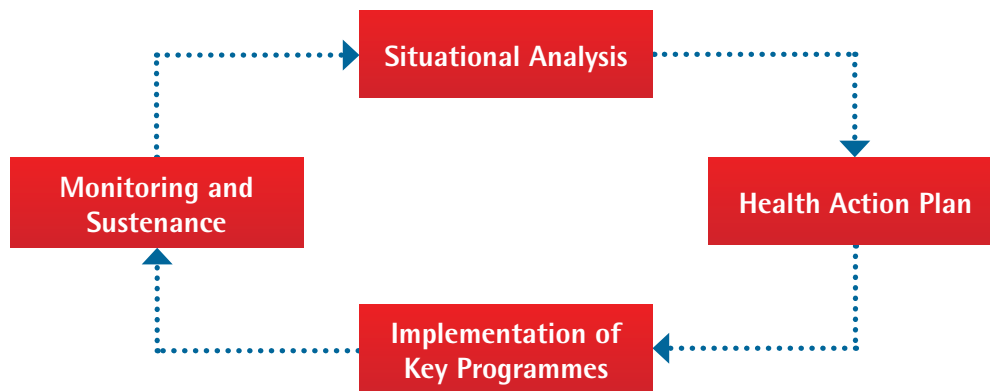 Situational Analysis
Health Action Plan
Implementation of
Key Programmes
Monitoring and
Sustenance